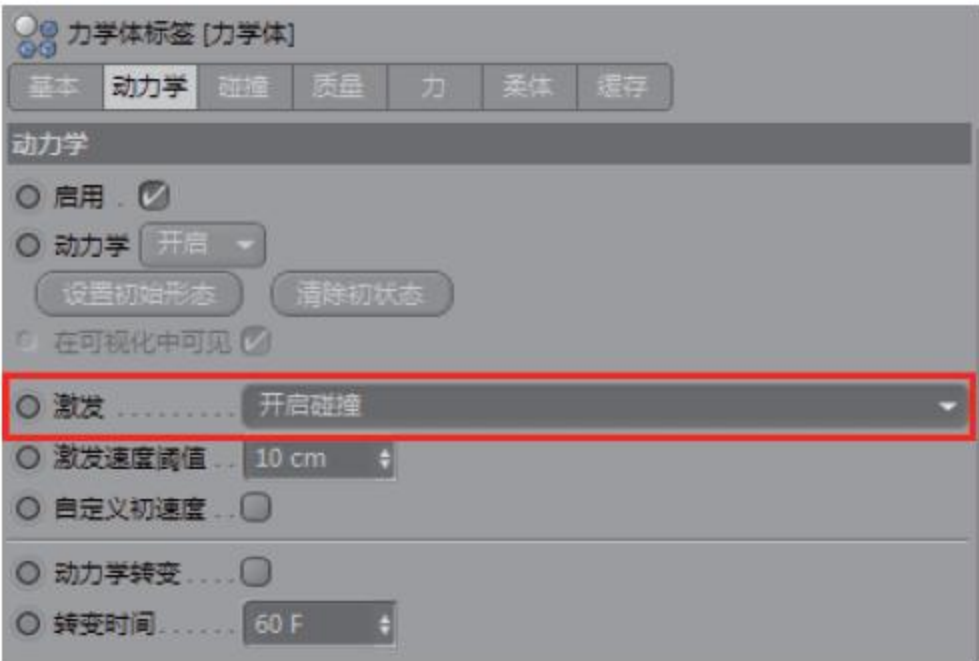 力学体标签 [力学体]
基本 动力学 碰撞 质量 力 柔体 缓存
动力学
启用 .
动力学 开启
设置初始形态 清除初状态
在可视化中可见
激发 ......... 开启碰撞
激发速度阈值 .. 10 cm
自定义初速度 ..
动力学转变 ....
转变时间...... 60 F